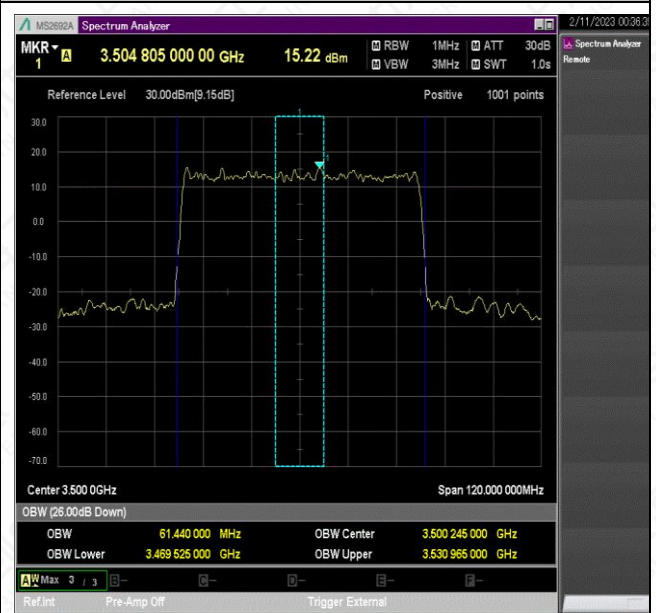 MS2692A Spectrum Analyzer 2/11/2023 00:36:3
MKR 1 A 3.504 805 000 00 GHz 15.22 dBm M RBW 1MHz M ATT 30dB
M VBW 3MHz M SWT 1.0s
Spectrum Analyzer
Remote
Reference Level 30.00dBm[9.15dB] Positive 1001 points
1
30.0
20.0
1
10.0
0.0
-10.0
-20.0
-30.0
-40.0
-50.0
-60.0
-70.0
Center 3.500 0GHz Span 120.000 000MHz
OBW (26.00dB Down)
OBW 61.440 000 MHz OBW Center 3.500 245 000 GHz
OBW Lower 3.469 525 000 GHz OBW Upper 3.530 965 000 GHz
A W Max 3 / 3 B- C- D- E- F-
Ref.Int Pre-Amp Off Trigger External